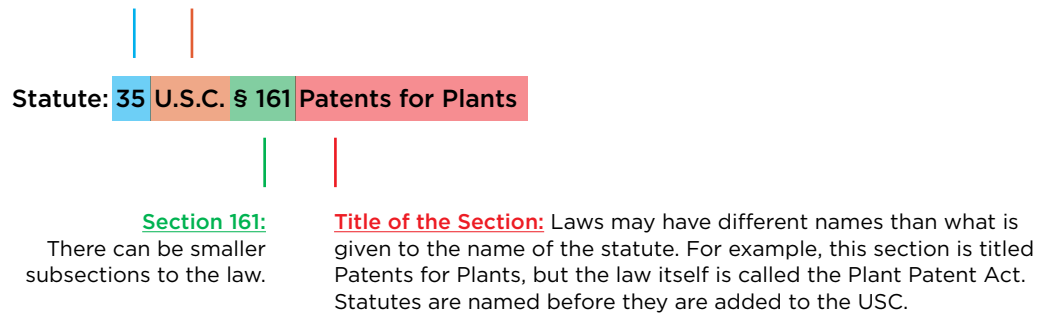 Statute: 35 U.S.C. § 161 Patents for Plants
Section 161:
There can be smaller
subsections to the law.
Title of the Section: Laws may have different names than what is
given to the name of the statute. For example, this section is titled
Patents for Plants, but the law itself is called the Plant Patent Act.
Statutes are named before they are added to the USC.